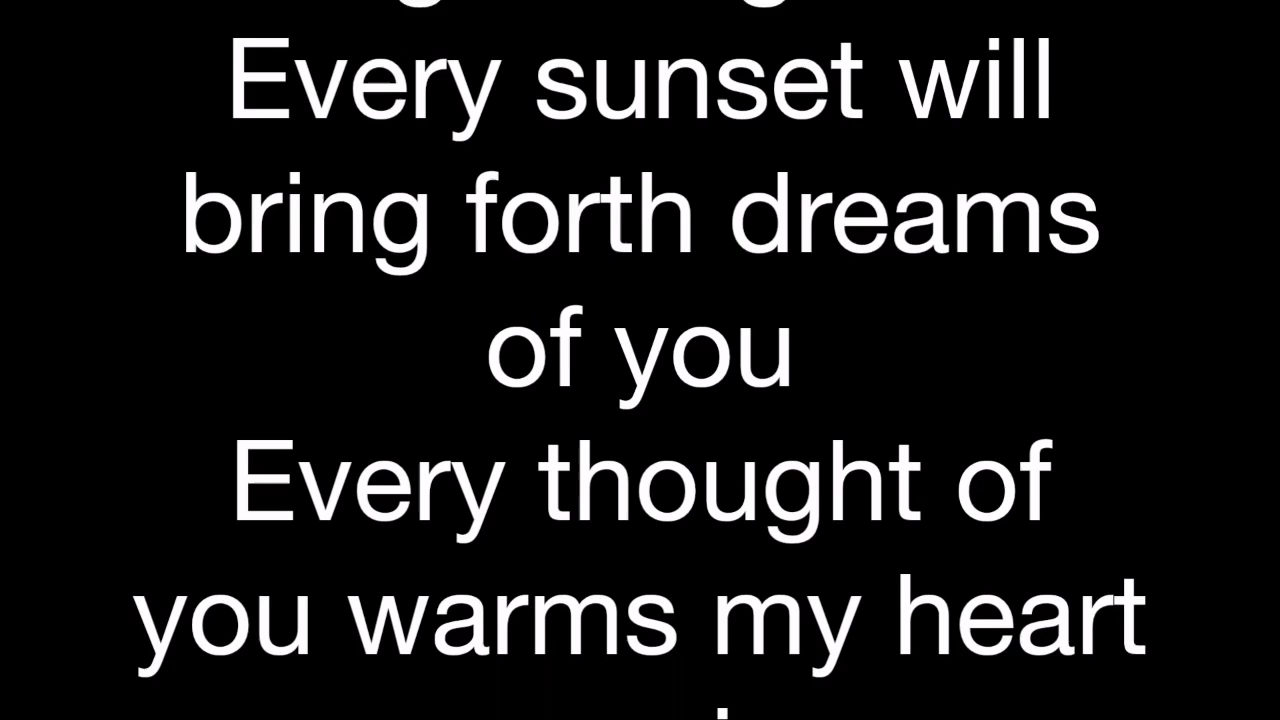 Every sunset will
bring forth dreams
of you
Every thought of
you warms my heart